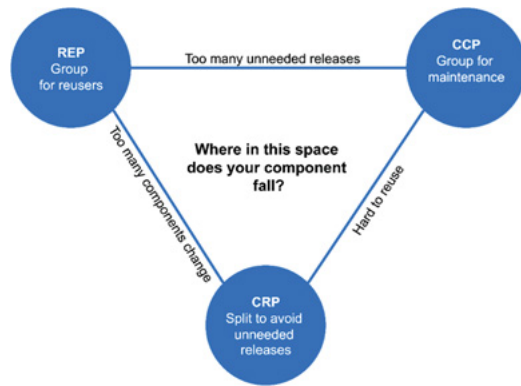 REP
Group
for reusers
Too many unneeded releases
CCP
Group for
maintenance
Where in this space
does your component
fall?
Too many components change
Hard to reuse
CRP
Split to avoid
unneeded
releases